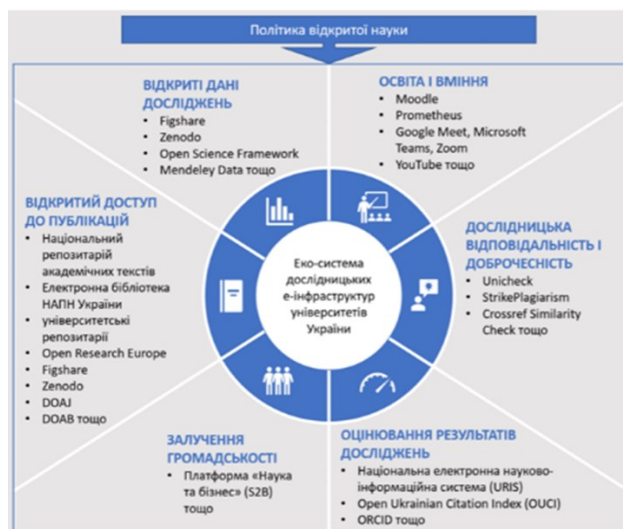 Політика відкритої науки
ВІДКРИТІ ДАНІ
ДОСЛІДЖЕНЬ
• Figshare
• Zenodo
• Open Science Framework
• Mendeley Data тощо
ОСВІТА І ВМІННЯ
• Moodle
• Prometheus
• Google Meet, Microsoft
Teams, Zoom
• YouTube тощо
ВІДКРИТИЙ ДОСТУП
ДО ПУБЛІКАЦІЙ
• Національний
репозитарій
академічних текстів
• Електронна бібліотека
НАПН України
• університетські
репозитарії
• Open Research Europe
• Figshare
• Zenodo
• DOAJ
• DOAB тощо
Еко-система
дослідницьких
е-інфраструктур
університетів
України
ДОСЛІДНИЦЬКА
ВІДПОВІДАЛЬНІСТЬ І
ДОБРОЧЕСНІСТЬ
• Unicheck
• StrikePlagiarism
• Crossref Similarity
Check тощо
ЗАЛУЧЕННЯ
ГРОМАДСЬКОСТІ
• Платформа «Наука
та бізнес» (S2B)
тощо
ОЦІНЮВАННЯ РЕЗУЛЬТАТІВ
ДОСЛІДЖЕНЬ
• Національна електронна науково-
інформаційна система (URIS)
• Open Ukrainian Citation Index (OUCI)
• ORCID тощо